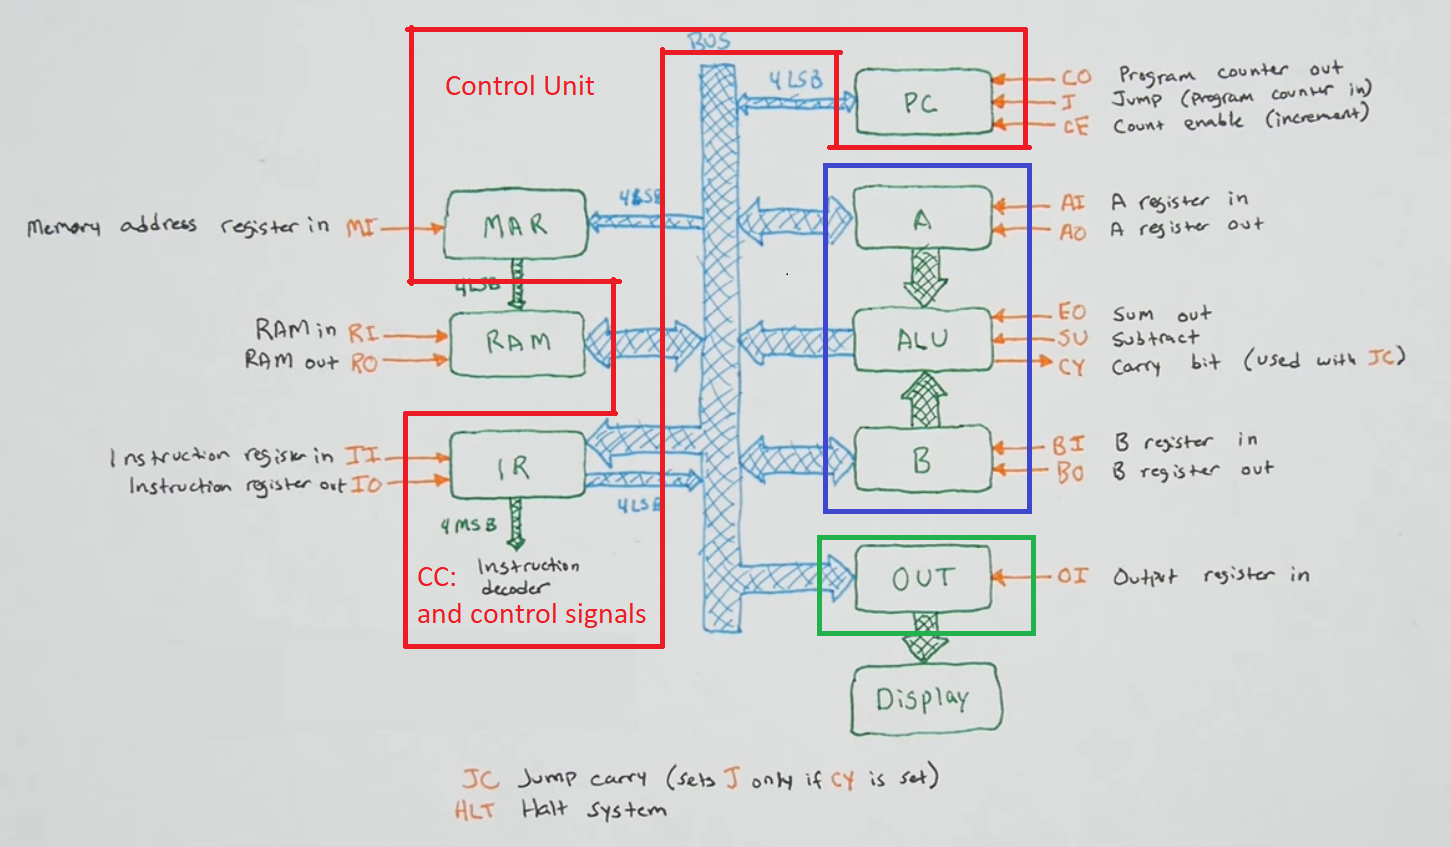 BUS
Control Unit
4LSB
PC
CO Program counter out
J Jump (Program counter in)
CE Count enable (increment)
4LSB
Memory address register in MI
MAR
A
AI A register in
AO A register out
4LSB
RAM in RI
RAM out RO
RAM
ALU
EO Sum out
SU Subtract
CY Carry bit (used with JC)
Instruction register in II
Instruction register out IO
IR
B
BI B register in
BO B register out
4LSB
4MSB
Instruction
decoder
CC:
and control signals
OUT
OI Output register in
Display
JC Jump carry (sets J only if CY is set)
HLT Halt system